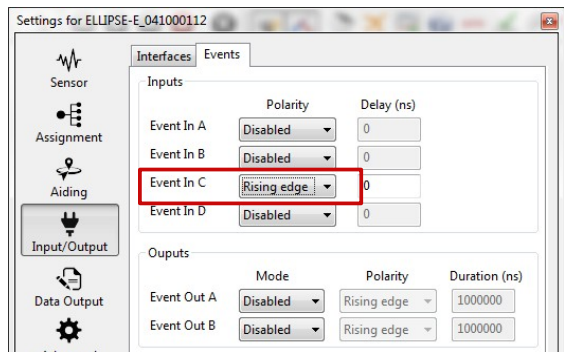 Settings for ELLIPSE-E_041000112
Interfaces Events
Sensor
Assignment
Aiding
Input/Output
Data Output
Inputs
Polarity Delay (ns)
Event In A Disabled 0
Event In B Disabled 0
Event In C Rising edge 0
Event In D Disabled 0
Ouputs
Mode Polarity Duration (ns)
Event Out A Disabled Rising edge 1000000
Event Out B Disabled Rising edge 1000000